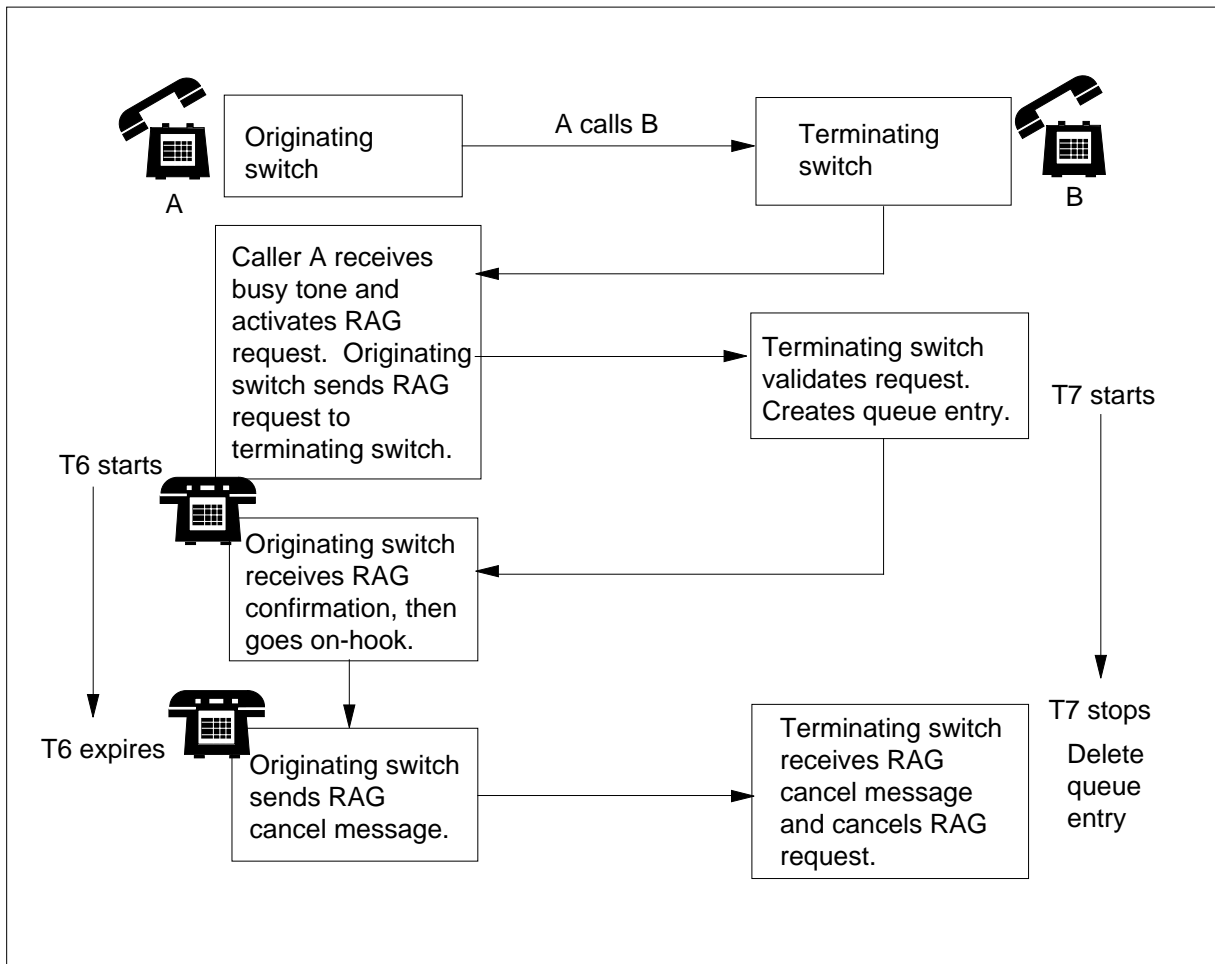 Originating
switch
A calls B
Terminating
switch
A
B
Caller A receives
busy tone and
activates RAG
request.  Originating
switch sends RAG
request to
terminating switch.
Terminating switch
validates request.
Creates queue entry.
T7 starts
T6 starts
Originating switch
receives RAG
confirmation, then
goes on-hook.
T6 expires
Originating switch
sends RAG
cancel message.
Terminating switch
receives RAG
cancel message
and cancels RAG
request.
T7 stops
Delete
queue
entry